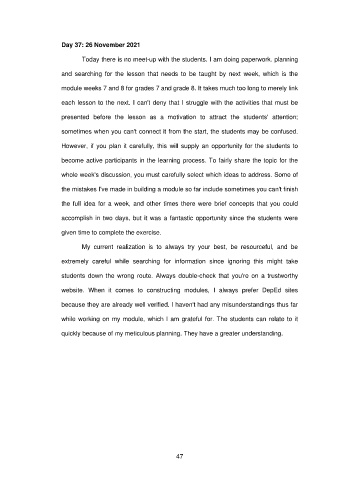 Day 37: 26 November 2021
Today there is no meet-up with the students. I am doing paperwork, planning
and searching for the lesson that needs to be taught by next week, which is the
module weeks 7 and 8 for grades 7 and grade 8. It takes much too long to merely link
each lesson to the next. I can't deny that I struggle with the activities that must be
presented before the lesson as a motivation to attract the students' attention;
sometimes when you can't connect it from the start, the students may be confused.
However, if you plan it carefully, this will supply an opportunity for the students to
become active participants in the learning process. To fairly share the topic for the
whole week's discussion, you must carefully select which ideas to address. Some of
the mistakes I've made in building a module so far include sometimes you can't finish
the full idea for a week, and other times there were brief concepts that you could
accomplish in two days, but it was a fantastic opportunity since the students were
given time to complete the exercise.
My current realization is to always try your best, be resourceful, and be
extremely careful while searching for information since ignoring this might take
students down the wrong route. Always double-check that you're on a trustworthy
website. When it comes to constructing modules, I always prefer DepEd sites
because they are already well verified. I haven't had any misunderstandings thus far
while working on my module, which I am grateful for. The students can relate to it
quickly because of my meticulous planning. They have a greater understanding.
47